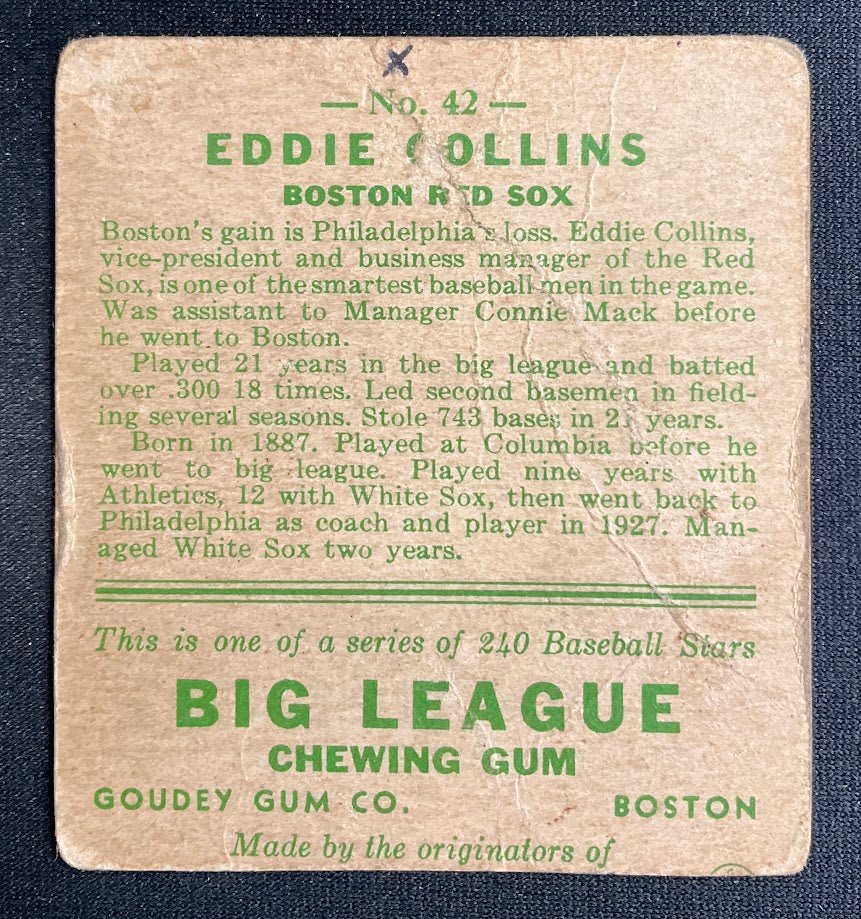 x
— No. 42 —
EDDIE COLLINS
BOSTON RED SOX
Boston's gain is Philadelphia's loss. Eddie Collins,
vice-president and business manager of the Red
Sox, is one of the smartest baseball men in the game.
Was assistant to Manager Connie Mack before
he went to Boston.
Played 21 years in the big league and batted
over .300 18 times. Led second basemen in field-
ing several seasons. Stole 743 bases in 21 years.
Born in 1887. Played at Columbia before he
went to big league. Played nine years with
Athletics, 12 with White Sox, then went back to
Philadelphia as coach and player in 1927. Man-
aged White Sox two years.
This is one of a series of 240 Baseball Stars
BIG LEAGUE
CHEWING GUM
GOUDEY GUM CO. BOSTON
Made by the originators of